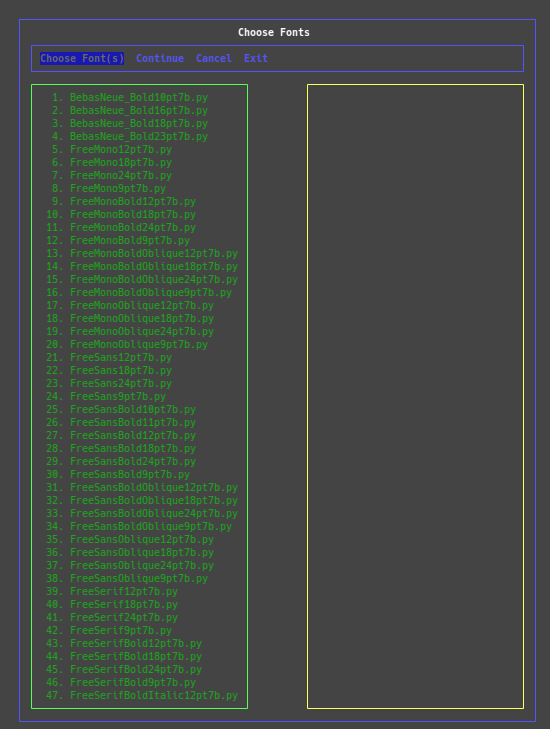 Choose Fonts
Choose Font(s) Continue Cancel Exit
1. BebasNeue_Bold10pt7b.py
2. BebasNeue_Bold16pt7b.py
3. BebasNeue_Bold18pt7b.py
4. BebasNeue_Bold23pt7b.py
5. FreeMono12pt7b.py
6. FreeMono18pt7b.py
7. FreeMono24pt7b.py
8. FreeMono9pt7b.py
9. FreeMonoBold12pt7b.py
10. FreeMonoBold18pt7b.py
11. FreeMonoBold24pt7b.py
12. FreeMonoBold9pt7b.py
13. FreeMonoBoldOblique12pt7b.py
14. FreeMonoBoldOblique18pt7b.py
15. FreeMonoBoldOblique24pt7b.py
16. FreeMonoBoldOblique9pt7b.py
17. FreeMonoOblique12pt7b.py
18. FreeMonoOblique18pt7b.py
19. FreeMonoOblique24pt7b.py
20. FreeMonoOblique9pt7b.py
21. FreeSans12pt7b.py
22. FreeSans18pt7b.py
23. FreeSans24pt7b.py
24. FreeSans9pt7b.py
25. FreeSansBold10pt7b.py
26. FreeSansBold11pt7b.py
27. FreeSansBold12pt7b.py
28. FreeSansBold18pt7b.py
29. FreeSansBold24pt7b.py
30. FreeSansBold9pt7b.py
31. FreeSansBoldOblique12pt7b.py
32. FreeSansBoldOblique18pt7b.py
33. FreeSansBoldOblique24pt7b.py
34. FreeSansBoldOblique9pt7b.py
35. FreeSansOblique12pt7b.py
36. FreeSansOblique18pt7b.py
37. FreeSansOblique24pt7b.py
38. FreeSansOblique9pt7b.py
39. FreeSerif12pt7b.py
40. FreeSerif18pt7b.py
41. FreeSerif24pt7b.py
42. FreeSerif9pt7b.py
43. FreeSerifBold12pt7b.py
44. FreeSerifBold18pt7b.py
45. FreeSerifBold24pt7b.py
46. FreeSerifBold9pt7b.py
47. FreeSerifBoldItalic12pt7b.py